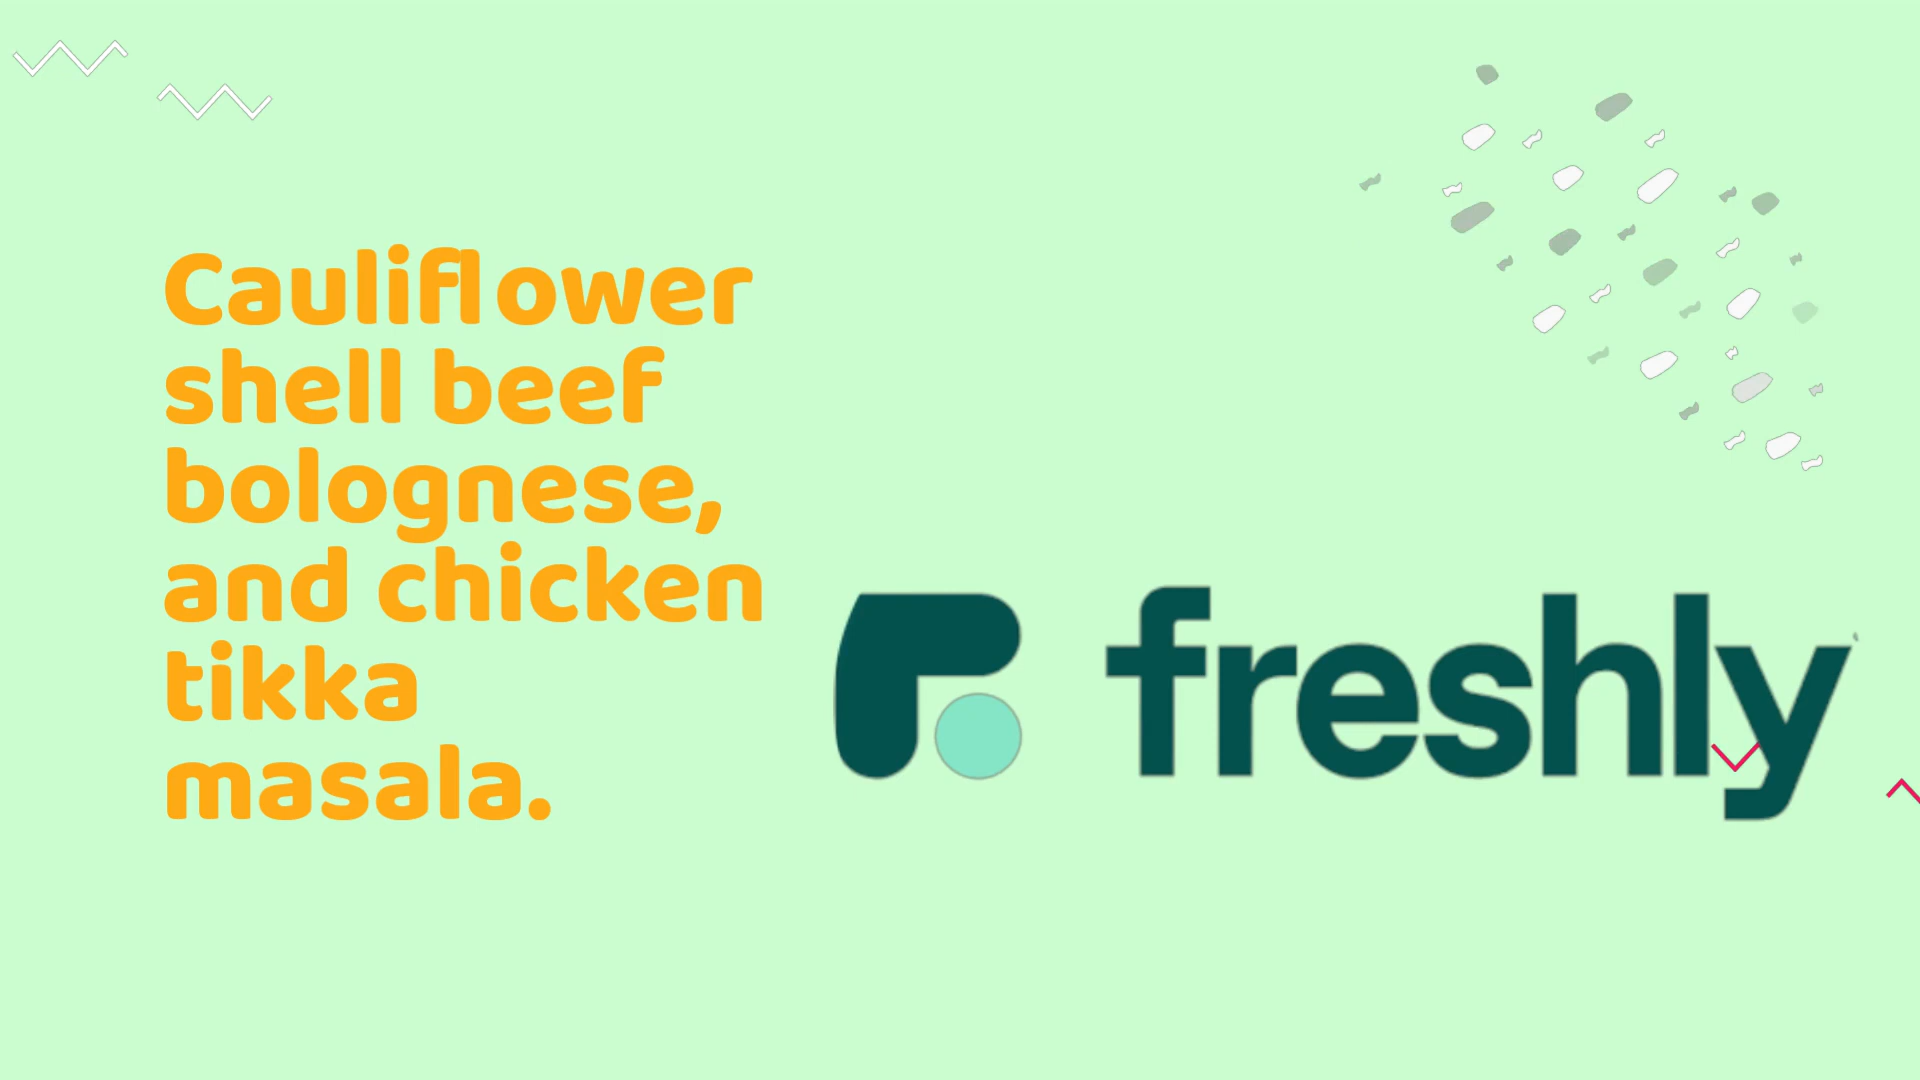 Cauliflower
shell beef
bolognese,
and chicken
tikka
masala.
freshly